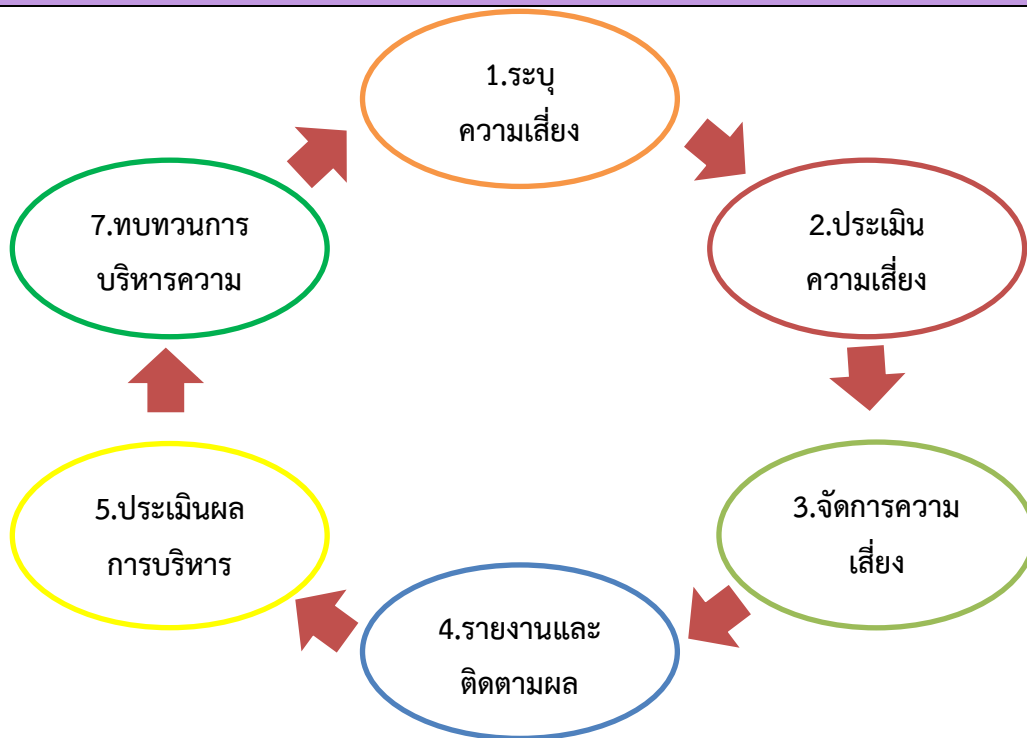 1.ระบุ
ความเสี่ยง
2.ประเมิน
ความเสี่ยง
3.จัดการความ
เสี่ยง
4.รายงานและ
ติดตามผล
5.ประเมินผล
การบริหาร
7.ทบทวนการ
บริหารความ